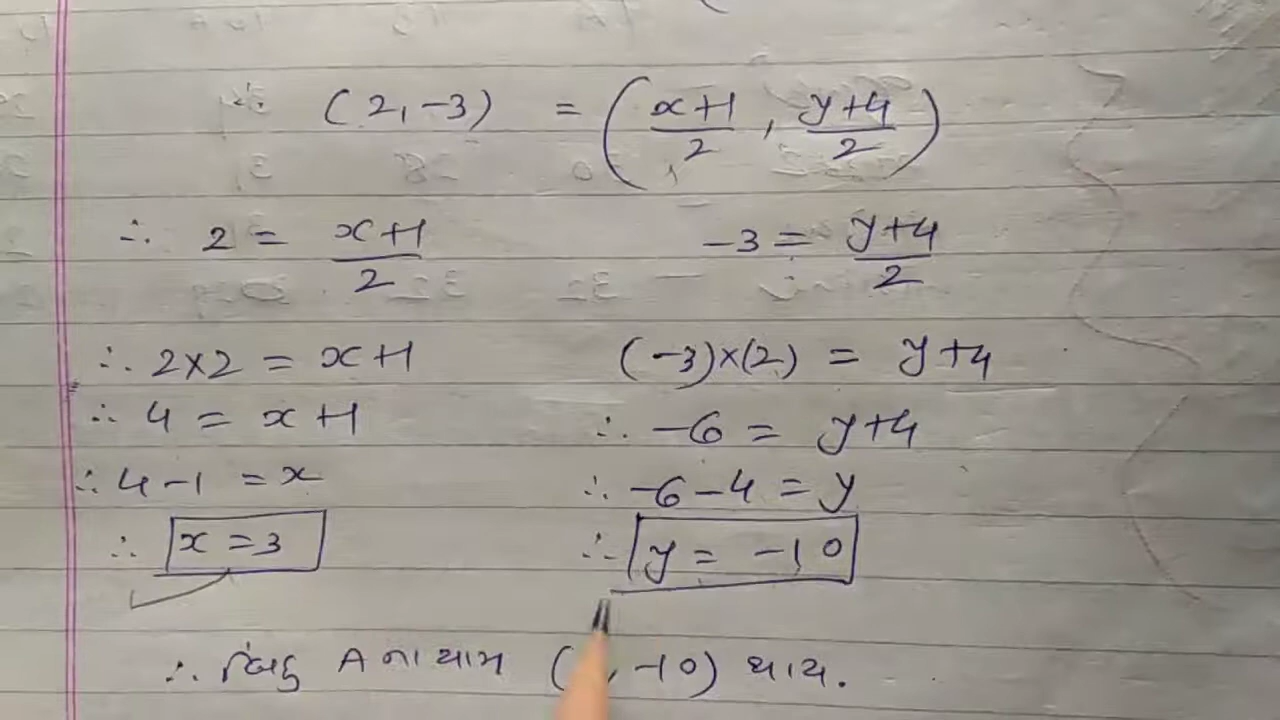 (2, -3) = ( x+1/2 , y+4/2 )
∴ 2 = x+1/2    -3 = y+4/2
∴ 2×2 = x+1    (-3)×(2) = y+4
∴ 4 = x+1    ∴ -6 = y+4
∴ 4-1 = x    ∴ -6-4 = y
∴ x = 3    ∴ y = -10
∴ બિંદુ A ના યામ ( , -10) થાય.